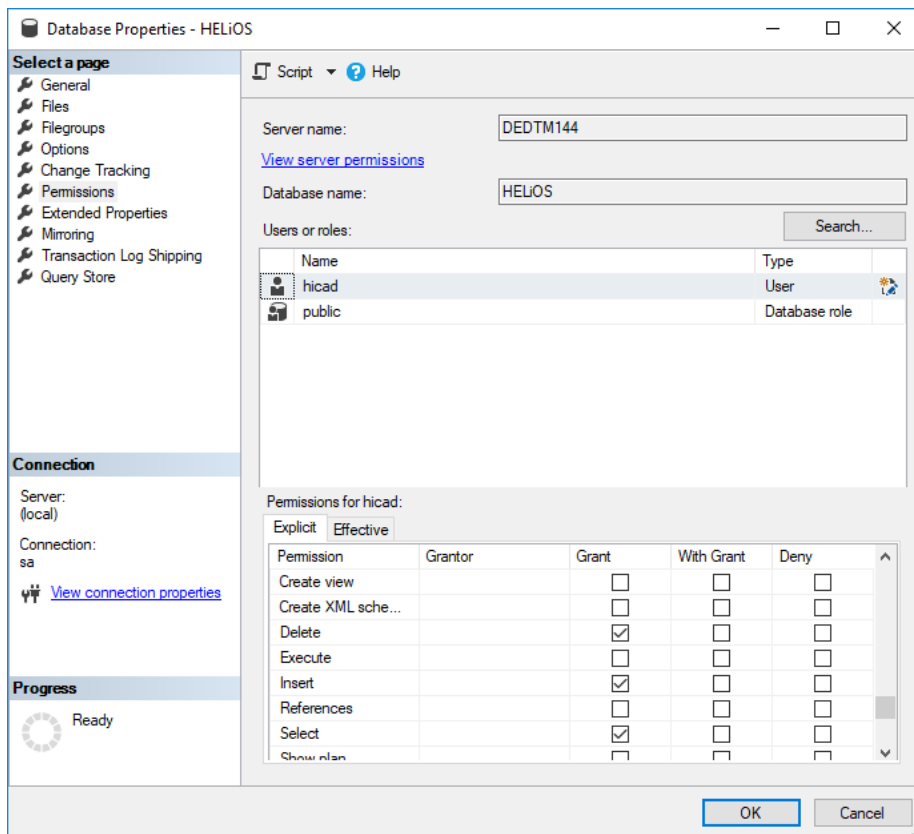 Database Properties - HELiOS
Select a page
General
Files
Filegroups
Options
Change Tracking
Permissions
Extended Properties
Mirroring
Transaction Log Shipping
Query Store
Connection
Server:
(local)
Connection:
sa
View connection properties
Progress
Ready
Script Help
Server name: DEDTM144
View server permissions
Database name: HELiOS
Users or roles: Search...
Name Type
hicad User
public Database role
Permissions for hicad:
Explicit Effective
Permission Grantor Grant With Grant Deny
Create view
Create XML sche...
Delete
Execute
Insert
References
Select
Show plan
OK Cancel